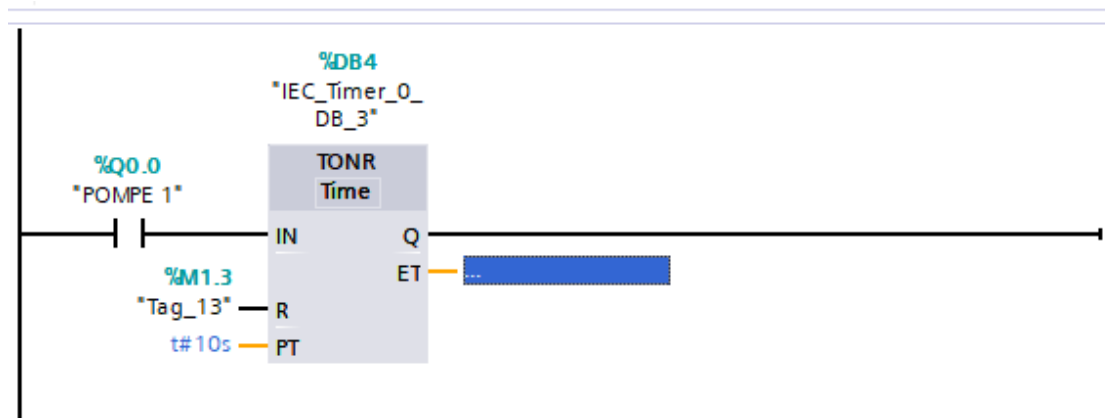 %DB4
"IEC_Timer_0_
DB_3"
%Q0.0
"POMPE 1"
TONR
Time
IN
Q
%M1.3
ET
...
"Tag_13"
R
t#10s
PT